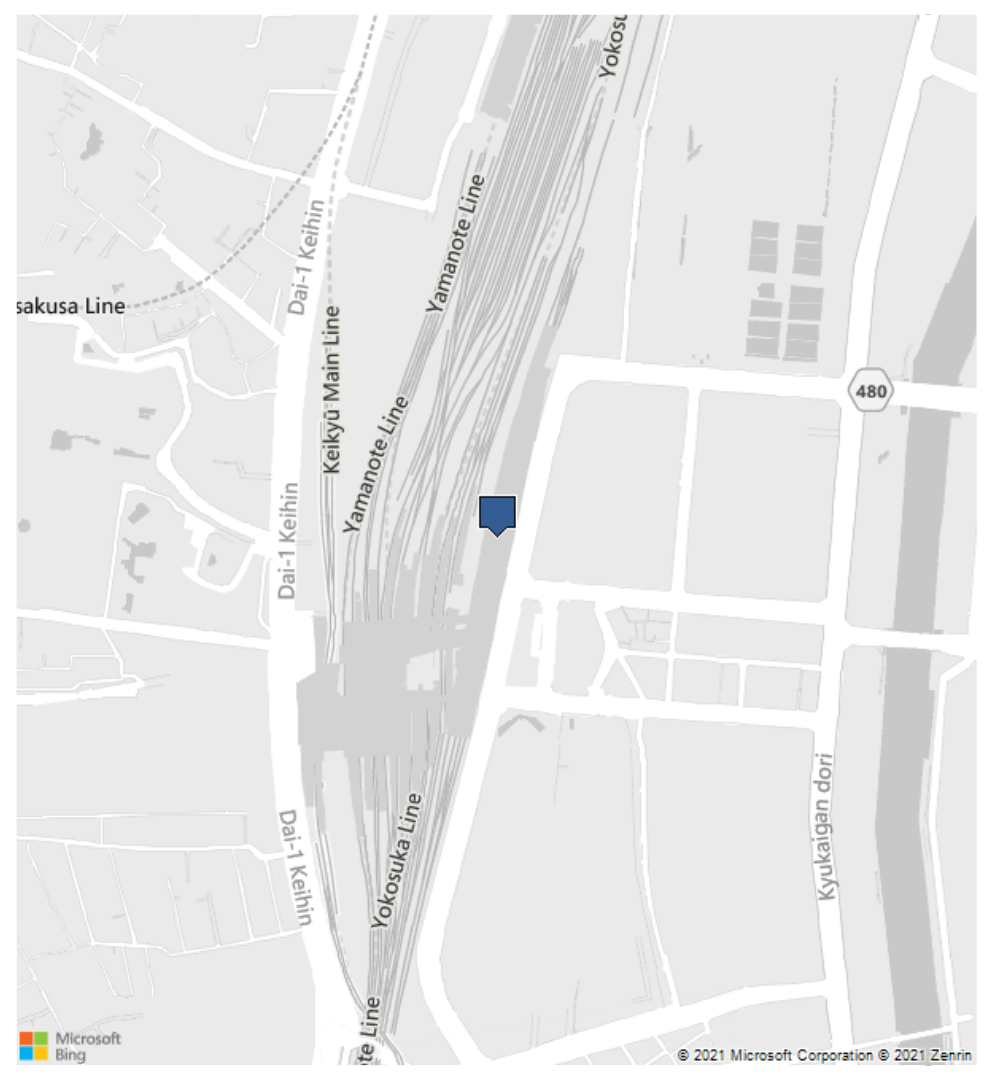 Yokosu
Yamanote Line
Dai-1 Keihin
sakusa Line
Keikyū Main Line
480
Yamanote Line
Dai-1 Keihin
Kyukaigan dori
Yokosuka Line
Dai-1 Keihin
te Line
Microsoft
Bing
© 2021 Microsoft Corporation © 2021 Zenrin